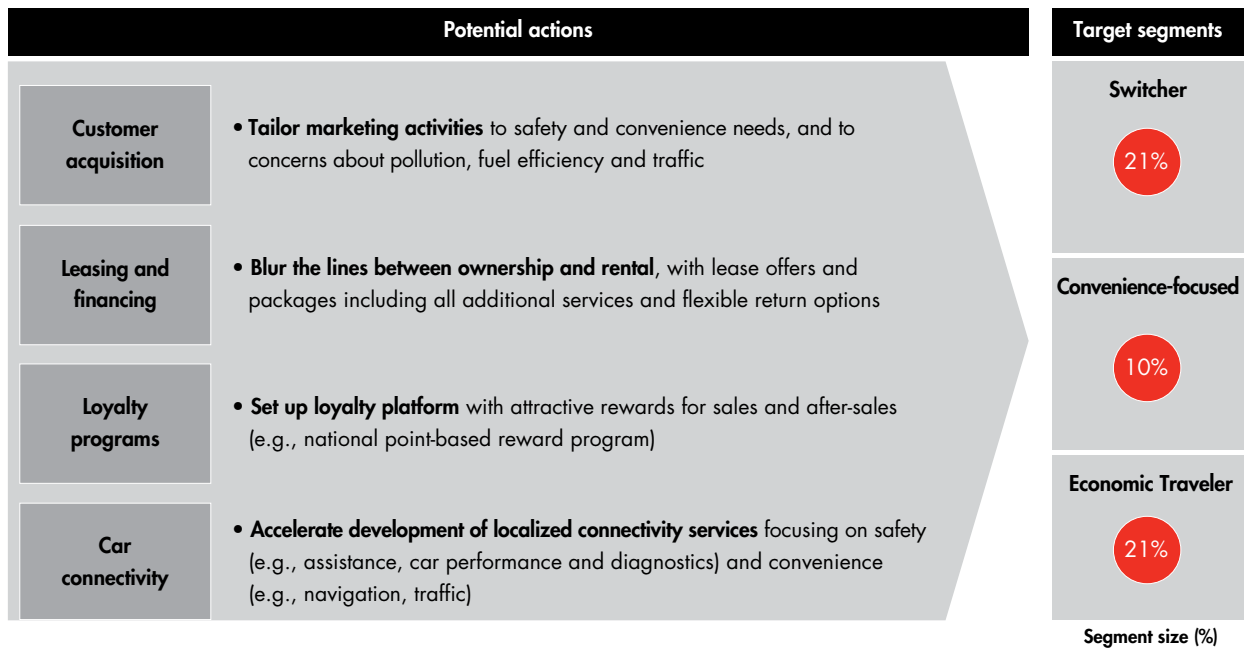 Potential actions
Target segments
Customer
acquisition
• Tailor marketing activities to safety and convenience needs, and to
concerns about pollution, fuel efficiency and traffic
Leasing and
financing
• Blur the lines between ownership and rental, with lease offers and
packages including all additional services and flexible return options
Loyalty
programs
• Set up loyalty platform with attractive rewards for sales and after-sales
(e.g., national point-based reward program)
Car
connectivity
• Accelerate development of localized connectivity services focusing on safety
(e.g., assistance, car performance and diagnostics) and convenience
(e.g., navigation, traffic)
Switcher
21%
Convenience-focused
10%
Economic Traveler
21%
Segment size (%)